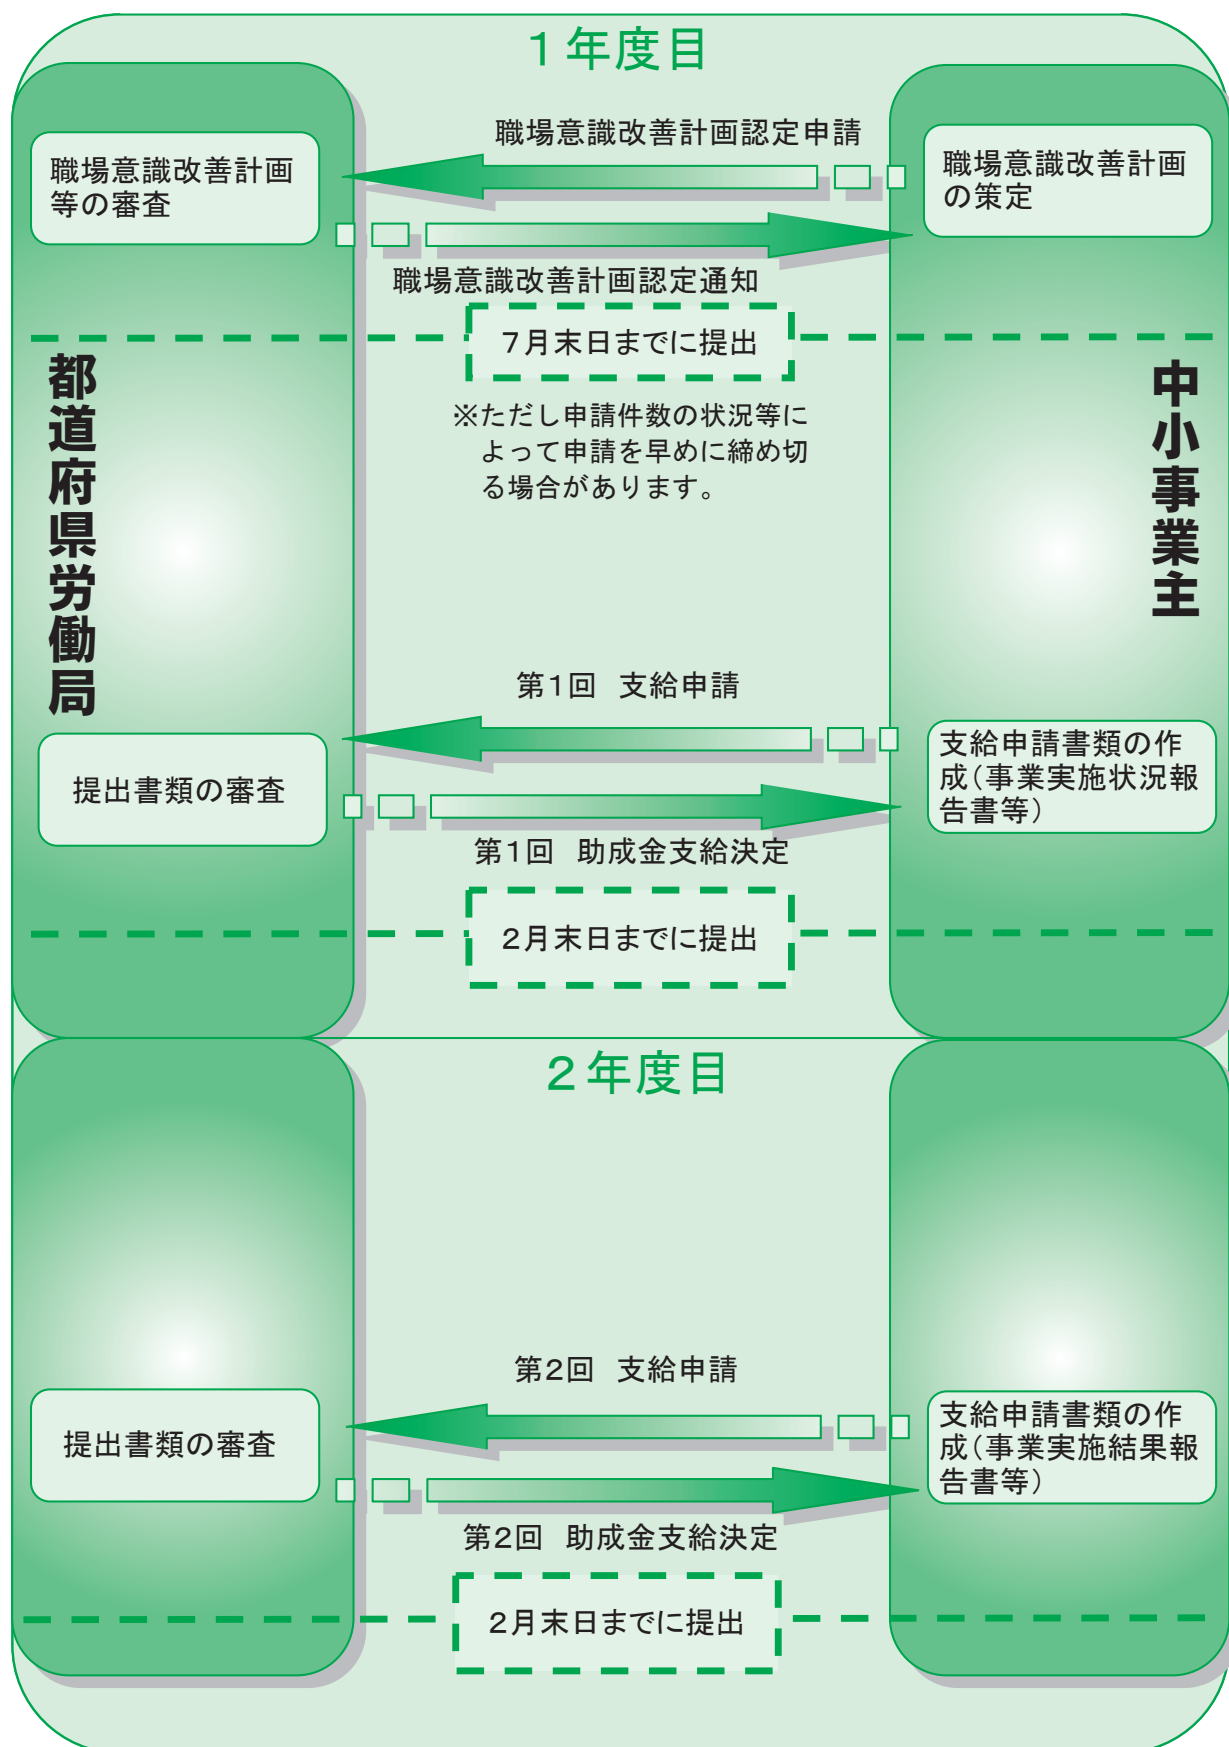 １年度目
職場意識改善計画認定申請
職場意識改善計画
等の審査
職場意識改善計画
の策定
職場意識改善計画認定通知
７月末日までに提出
※ただし申請件数の状況等に
よって申請を早めに締め切
る場合があります。
都道府県労働局
中小事業主
第１回　支給申請
提出書類の審査
支給申請書類の作
成（事業実施状況報
告書等）
第１回　助成金支給決定
２月末日までに提出
２年度目
第２回　支給申請
提出書類の審査
支給申請書類の作
成（事業実施結果報
告書等）
第２回　助成金支給決定
２月末日までに提出